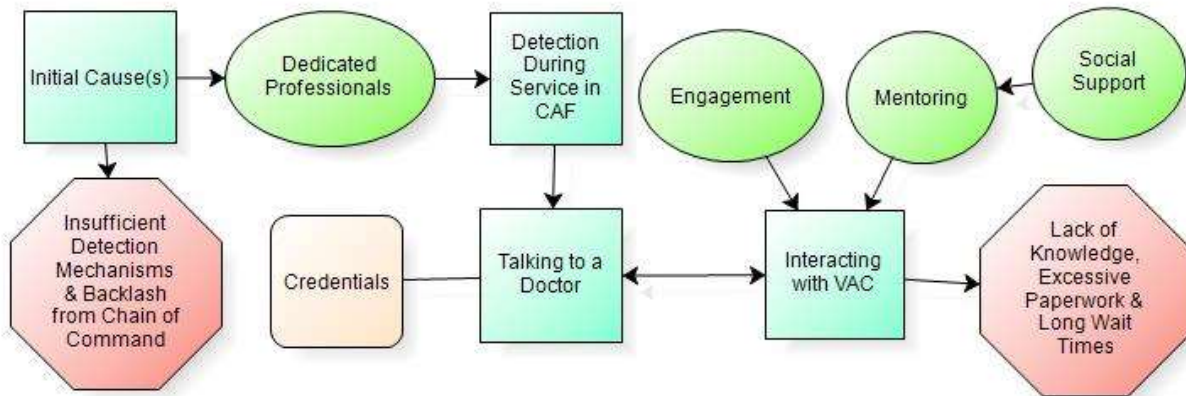 Initial Cause(s)
Dedicated
Professionals
Detection
During
Service in
CAF
Engagement
Mentoring
Social
Support
Insufficient
Detection
Mechanisms
& Backlash
from Chain of
Command
Credentials
Talking to a
Doctor
Interacting
with VAC
Lack of
Knowledge,
Excessive
Paperwork &
Long Wait
Times